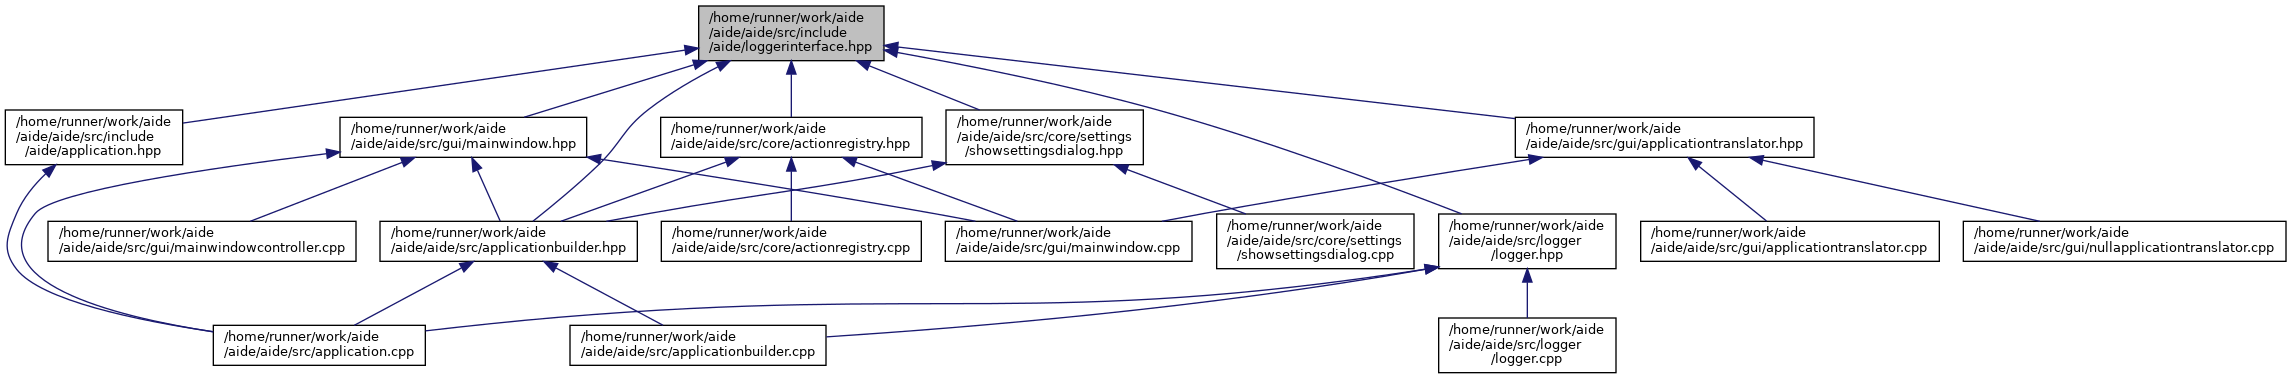 /home/runner/work/aide
/aide/aide/src/include
/aide/loggerinterface.hpp
/home/runner/work/aide
/aide/aide/src/include
/aide/application.hpp
/home/runner/work/aide
/aide/aide/src/gui/mainwindow.hpp
/home/runner/work/aide
/aide/aide/src/core/actionregistry.hpp
/home/runner/work/aide
/aide/aide/src/core/settings
/showsettingsdialog.hpp
/home/runner/work/aide
/aide/aide/src/gui/applicationtranslator.hpp
/home/runner/work/aide
/aide/aide/src/gui/mainwindowcontroller.cpp
/home/runner/work/aide
/aide/aide/src/applicationbuilder.hpp
/home/runner/work/aide
/aide/aide/src/core/actionregistry.cpp
/home/runner/work/aide
/aide/aide/src/gui/mainwindow.cpp
/home/runner/work/aide
/aide/aide/src/core/settings
/showsettingsdialog.cpp
/home/runner/work/aide
/aide/aide/src/logger
/logger.hpp
/home/runner/work/aide
/aide/aide/src/gui/applicationtranslator.cpp
/home/runner/work/aide
/aide/aide/src/gui/nullapplicationtranslator.cpp
/home/runner/work/aide
/aide/aide/src/application.cpp
/home/runner/work/aide
/aide/aide/src/applicationbuilder.cpp
/home/runner/work/aide
/aide/aide/src/logger
/logger.cpp